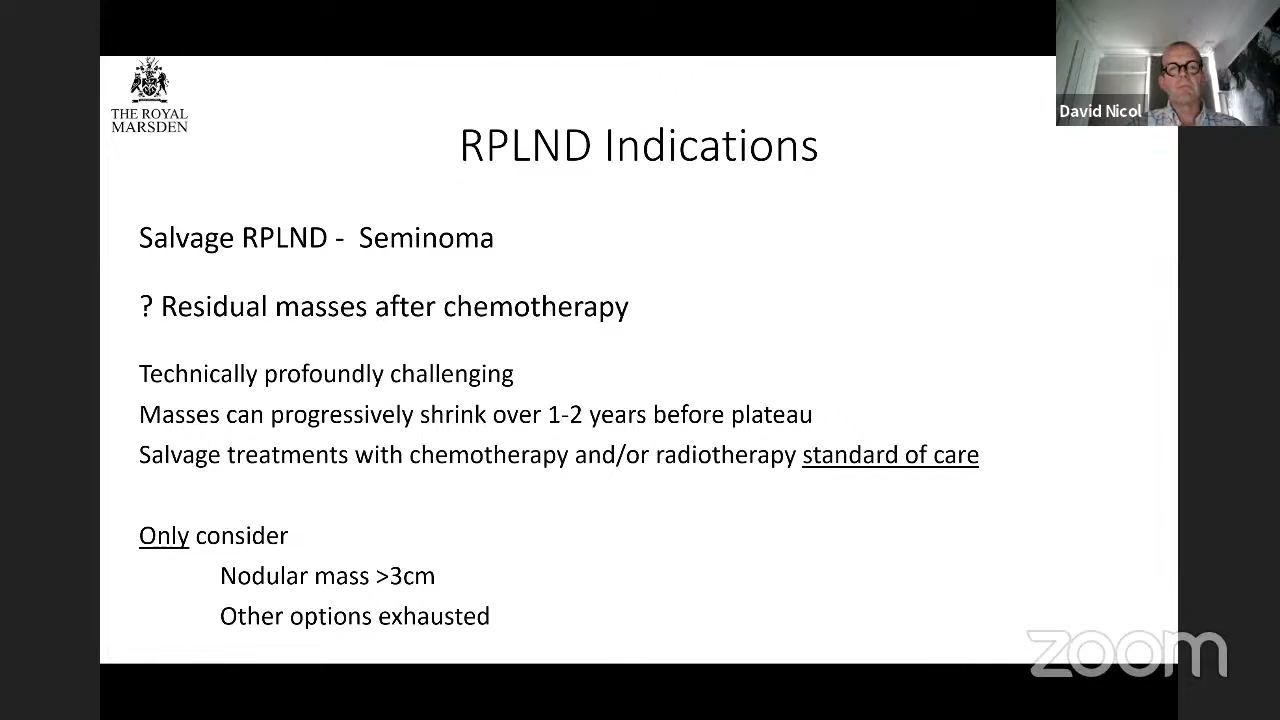 THE ROYAL
MARSDEN
David Nicol
RPLND Indications
Salvage RPLND - Seminoma
? Residual masses after chemotherapy
Technically profoundly challenging
Masses can progressively shrink over 1-2 years before plateau
Salvage treatments with chemotherapy and/or radiotherapy standard of care
Only consider
Nodular mass >3cm
Other options exhausted
zoom